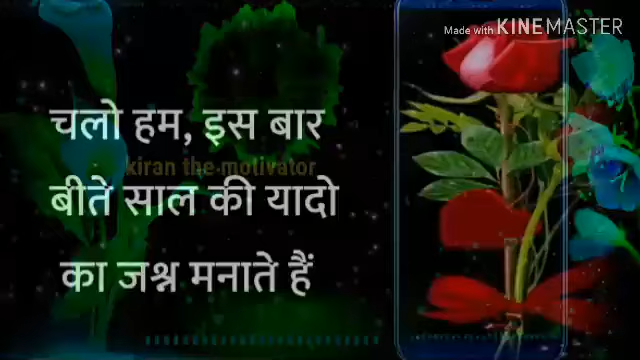 Made with KINEMASTER
चलो हम, इस बार
kiran the motivator
बीते साल की यादो
का जश्न मनाते हैं